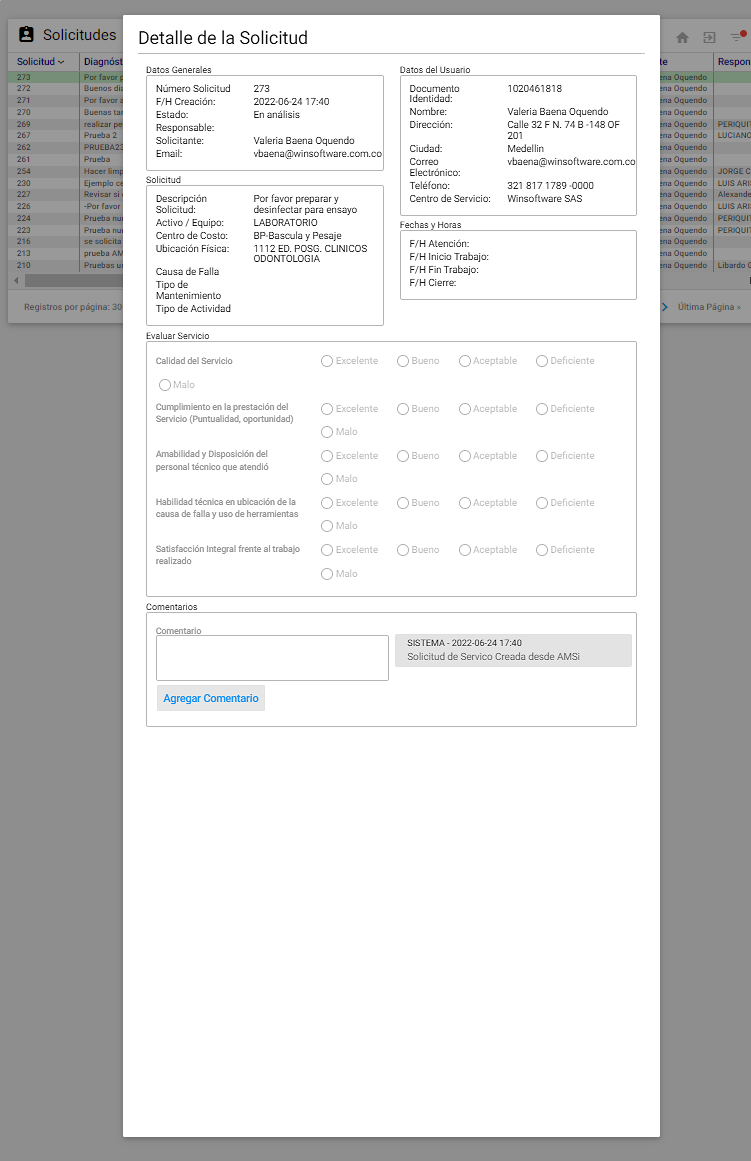 Solicitudes
Detalle de la Solicitud
Solicitud
Diagnóst
te
Respon
273
Por favor p
ena Oquendo
272
Buenos día
ena Oquendo
271
Por favor a
ena Oquendo
270
Buenas tar
ena Oquendo
269
realizar pe
ena Oquendo
PERIQUIT
267
Prueba 2
ena Oquendo
LUCIANO
262
PRUEBA23
ena Oquendo
261
Prueba
ena Oquendo
254
Hacer limp
ena Oquendo
JORGE C
230
Ejemplo ce
ena Oquendo
LUIS ARIS
227
Revisar si
ena Oquendo
Alexande
226
-Por favor
ena Oquendo
LUIS ARIS
224
Prueba nu
ena Oquendo
PERIQUITO
223
Prueba nu
ena Oquendo
PERIQUITO
216
se solicita
ena Oquendo
213
prueba AM
ena Oquendo
210
Pruebas u
ena Oquendo
Libardo G
Registros por página: 30
Última Página »
Datos Generales
Número Solicitud 273
F/H Creación: 2022-06-24 17:40
Estado: En análisis
Responsable:
Solicitante: Valeria Baena Oquendo
Email: vbaena@winsoftware.com.co
Solicitud
Descripción Por favor preparar y
Solicitud: desinfectar para ensayo
Activo / Equipo: LABORATORIO
Centro de Costo: BP-Bascula y Pesaje
Ubicación Física: 1112 ED. POSG. CLINICOS
ODONTOLOGIA
Causa de Falla
Tipo de
Mantenimiento
Tipo de Actividad
Datos del Usuario
Documento 1020461818
Identidad:
Nombre: Valeria Baena Oquendo
Dirección: Calle 32 F N. 74 B -148 OF
201
Ciudad: Medellin
Correo vbaena@winsoftware.com.co
Electrónico:
Teléfono: 321 817 1789 -0000
Centro de Servicio: Winsoftware SAS
Fechas y Horas
F/H Atención:
F/H Inicio Trabajo:
F/H Fin Trabajo:
F/H Cierre:
Evaluar Servicio
Calidad del Servicio Excelente Bueno Aceptable Deficiente
Malo
Cumplimiento en la prestación del Excelente Bueno Aceptable Deficiente
Servicio (Puntualidad, oportunidad)
Malo
Amabilidad y Disposición del Excelente Bueno Aceptable Deficiente
personal técnico que atendió
Malo
Habilidad técnica en ubicación de la Excelente Bueno Aceptable Deficiente
causa de falla y uso de herramientas
Malo
Satisfacción Integral frente al trabajo Excelente Bueno Aceptable Deficiente
realizado
Malo
Comentarios
Comentario
SISTEMA - 2022-06-24 17:40
Solicitud de Servico Creada desde AMSi
Agregar Comentario